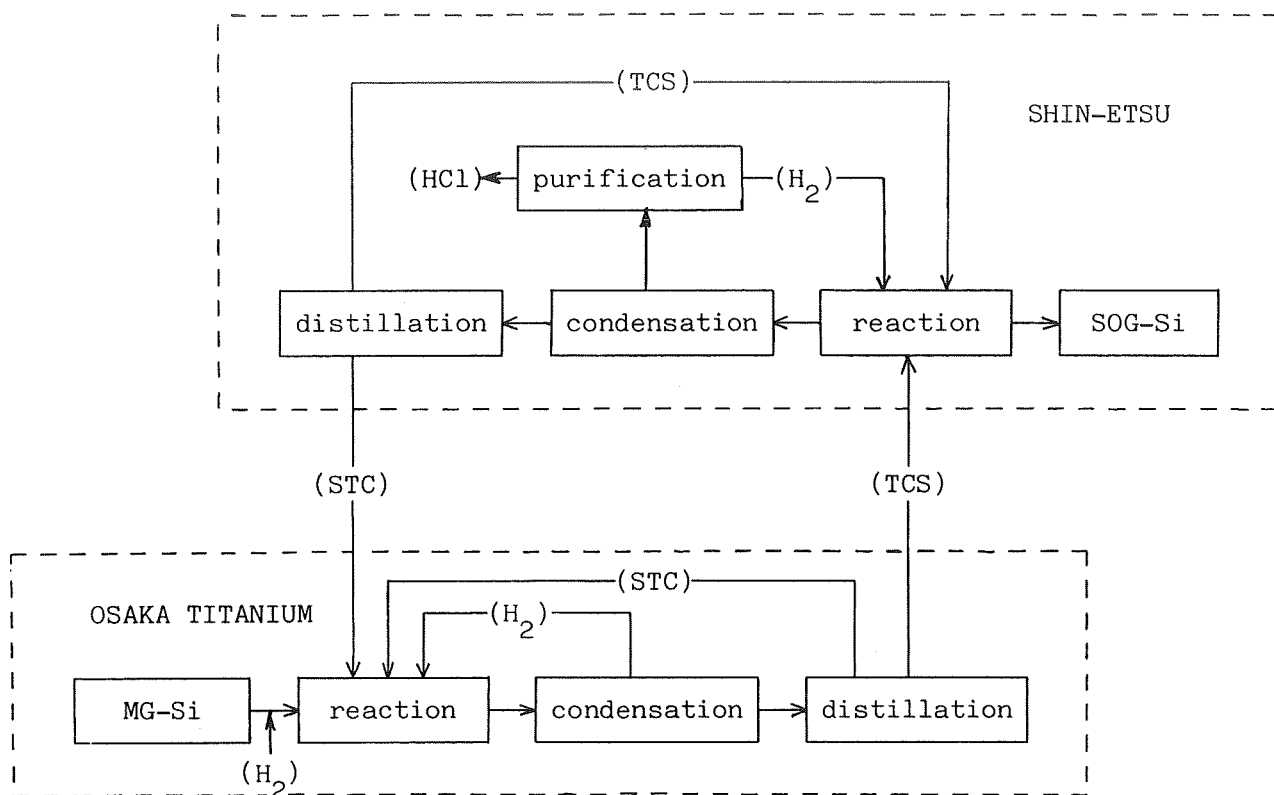 (TCS)
SHIN-ETSU
(HCl)
purification
(H2)
distillation
condensation
reaction
SOG-Si
(STC)
(TCS)
(STC)
OSAKA TITANIUM
(H2)
MG-Si
reaction
condensation
distillation
(H2)